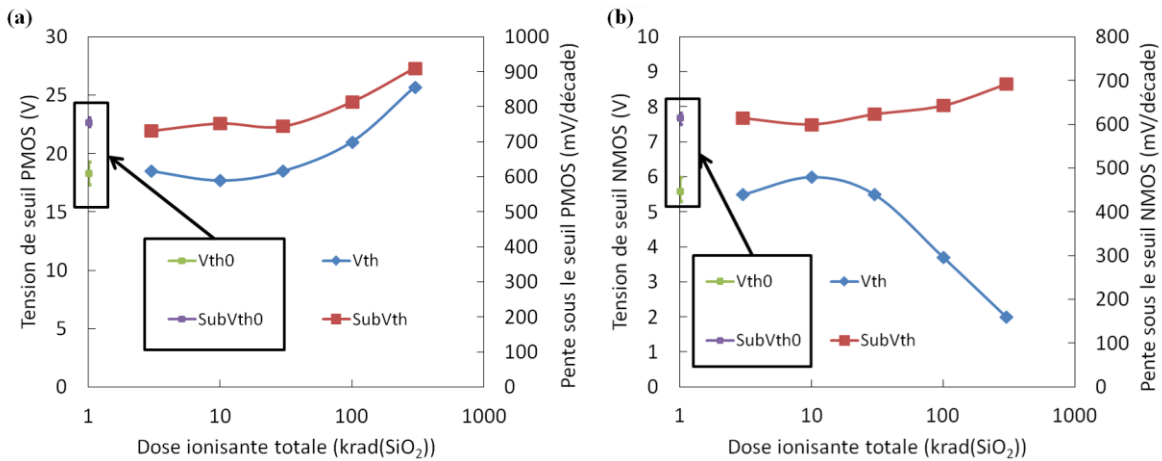 (a)
Tension de seuil PMOS (V)
30
25
20
15
10
5
0
1000
900
800
700
600
500
400
300
200
100
0
Pente sous le seuil PMOS (mV/décade)
Vth0
Vth
SubVth0
SubVth
1
10
100
1000
Dose ionisante totale (krad(SiO₂))
(b)
Tension de seuil NMOS (V)
10
9
8
7
6
5
4
3
2
1
0
800
700
600
500
400
300
200
100
0
Pente sous le seuil NMOS (mV/décade)
Vth0
Vth
SubVth0
SubVth
1
10
100
1000
Dose ionisante totale (krad(SiO₂))